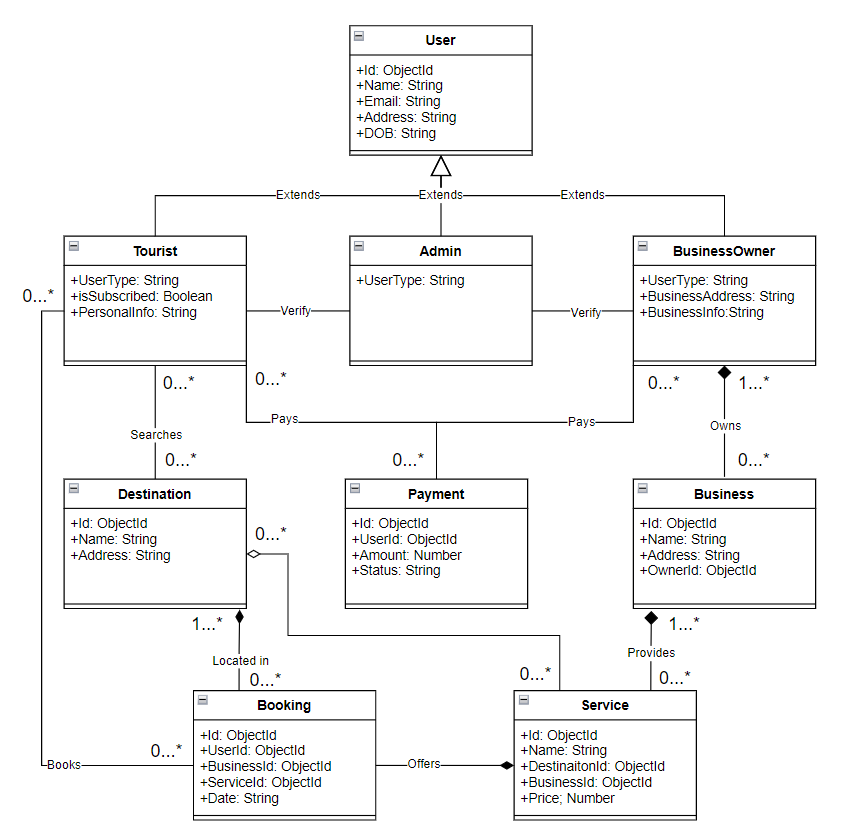 User
+Id: ObjectId
+Name: String
+Email: String
+Address: String
+DOB: String
Extends
Extends
Extends
Tourist
+UserType: String
+isSubscribed: Boolean
+PersonalInfo: String
Admin
+UserType: String
BusinessOwner
+UserType: String
+BusinessAddress: String
+BusinessInfo:String
0...*
Verify
Verify
0...*
0...*
0...*
1...*
Pays
Pays
Owns
Searches
0...*
0...*
0...*
Destination
+Id: ObjectId
+Name: String
+Address: String
Payment
+Id: ObjectId
+UserId: ObjectId
+Amount: Number
+Status: String
Business
+Id: ObjectId
+Name: String
+Address: String
+OwnerId: ObjectId
0...*
1...*
1...*
Located in
Provides
0...*
0...*
0...*
Booking
+Id: ObjectId
+UserId: ObjectId
+BusinessId: ObjectId
+ServiceId: ObjectId
+Date: String
Service
+Id: ObjectId
+Name: String
+DestinaitonId: ObjectId
+BusinessId: ObjectId
+Price; Number
0...*
Books
Offers